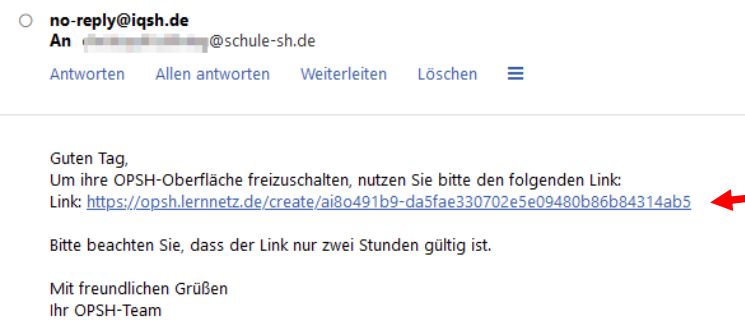 no-reply@iqsh.de
An @schule-sh.de
Antworten Allen antworten Weiterleiten Löschen
Guten Tag,
Um ihre OPSH-Oberfläche freizuschalten, nutzen Sie bitte den folgenden Link:
Link: https://opsh.lernnetz.de/create/ai8o491b9-da5fae330702e5e09480b86b84314ab5
Bitte beachten Sie, dass der Link nur zwei Stunden gültig ist.
Mit freundlichen Grüßen
Ihr OPSH-Team